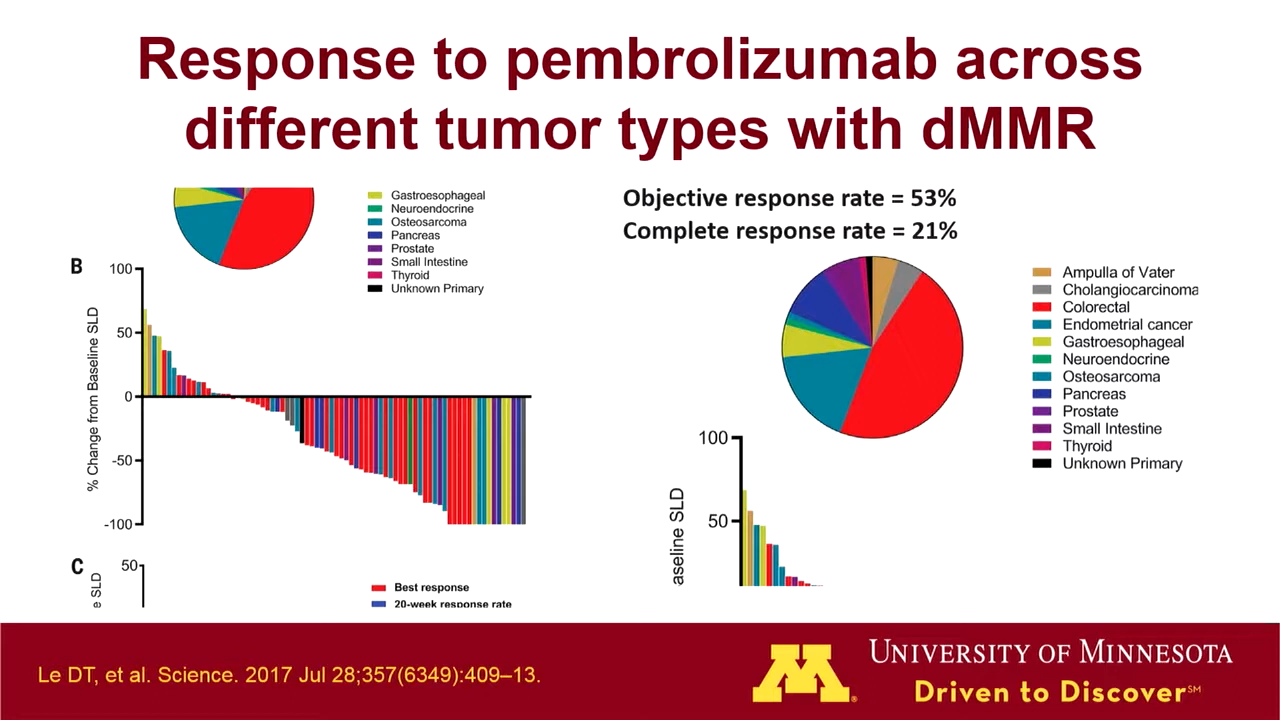 Response to pembrolizumab across
different tumor types with dMMR
Gastroesophageal
Neuroendocrine
Osteosarcoma
Pancreas
Prostate
Small Intestine
Thyroid
Unknown Primary
B
100
50
0
-50
-100
% Change from Baseline SLD
C
50
e SLD
Best response
20-week response rate
Objective response rate = 53%
Complete response rate = 21%
Ampulla of Vater
Cholangiocarcinoma
Colorectal
Endometrial cancer
Gastroesophageal
Neuroendocrine
Osteosarcoma
Pancreas
Prostate
Small Intestine
Thyroid
Unknown Primary
100
50
aseline SLD
Le DT, et al. Science. 2017 Jul 28;357(6349):409–13.
M
UNIVERSITY OF MINNESOTA
Driven to Discover℠